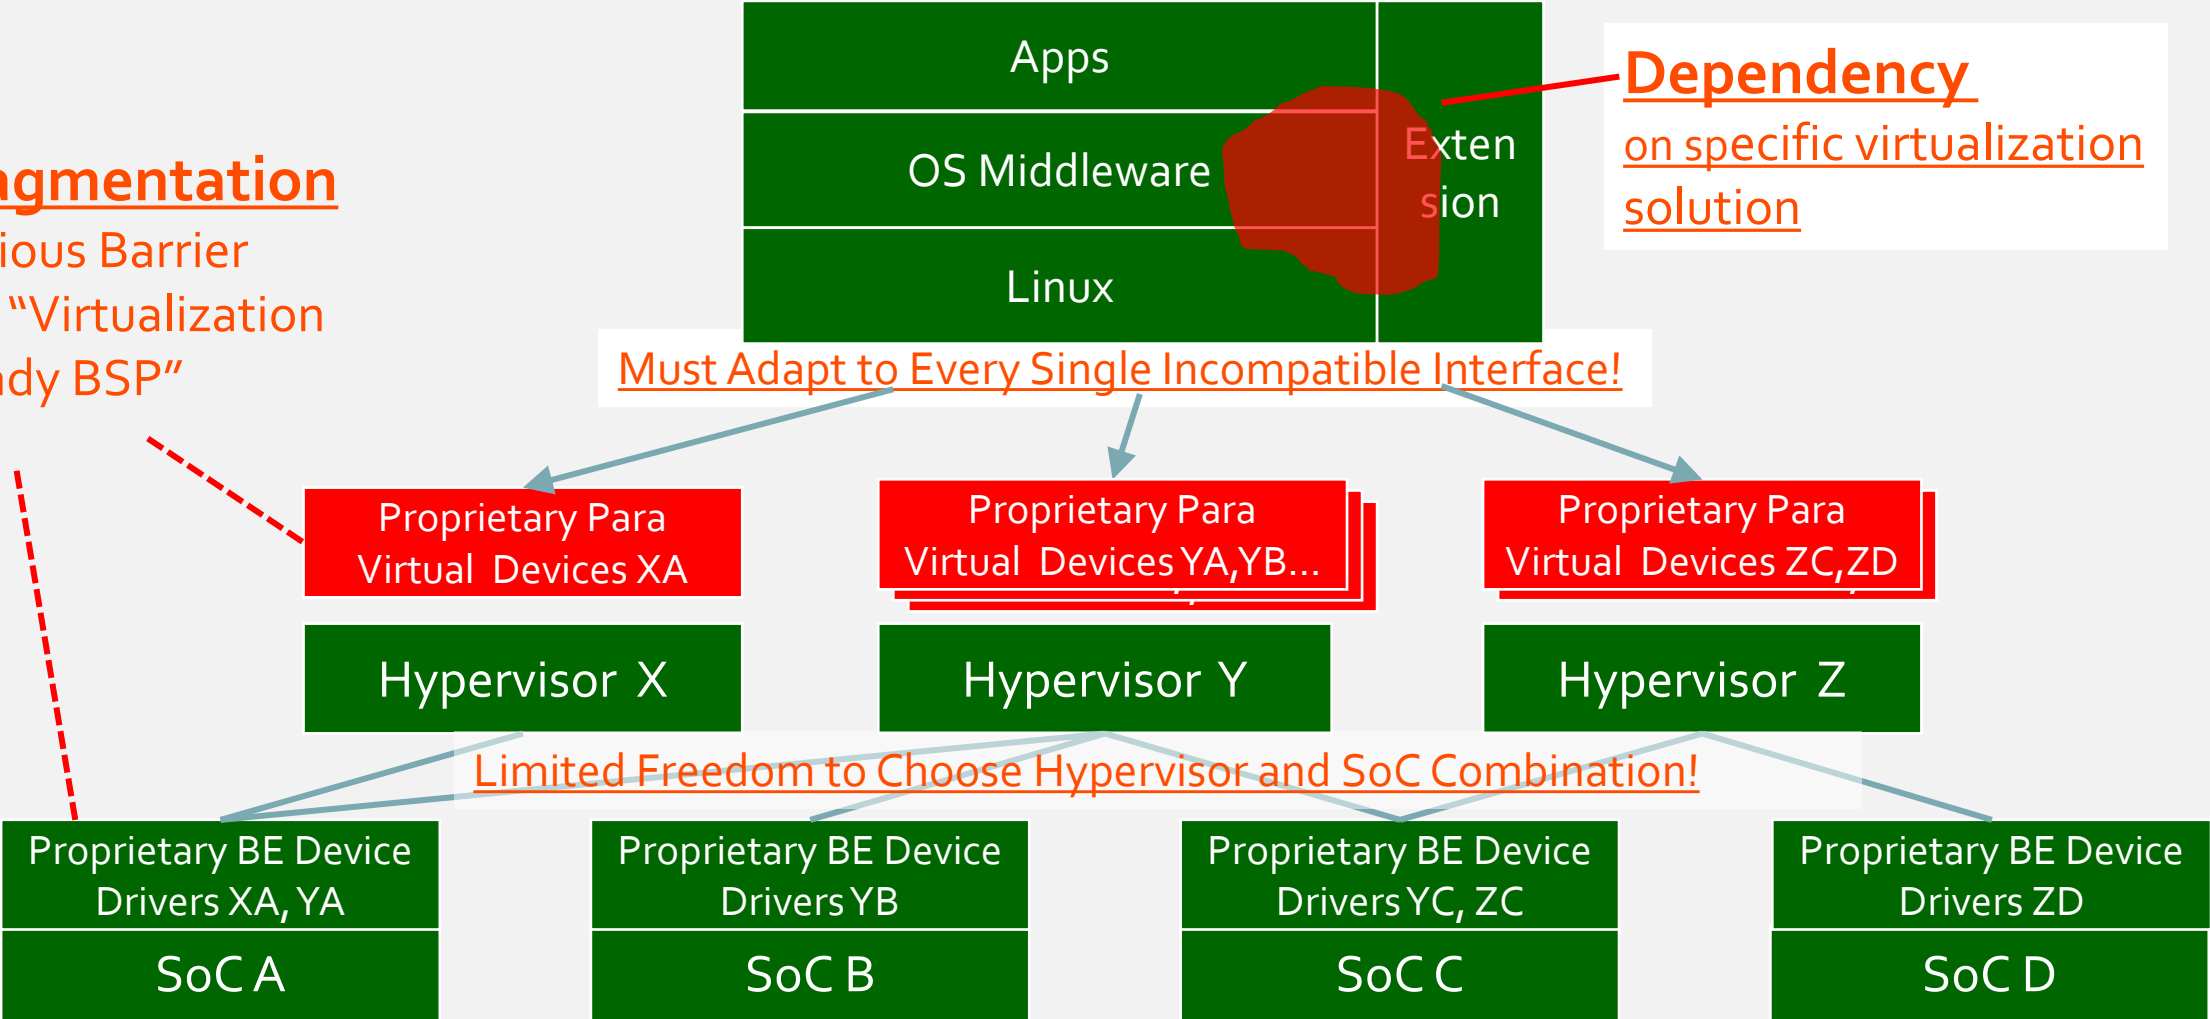 Apps
OS Middleware
Linux
Exten
sion
Dependency
on specific virtualization
solution
agmentation
ious Barrier
“Virtualization
dy BSP”
Must Adapt to Every Single Incompatible Interface!
Proprietary Para
Virtual Devices XA
Proprietary Para
Virtual Devices YA,YB...
Proprietary Para
Virtual Devices ZC,ZD
Hypervisor X
Hypervisor Y
Hypervisor Z
Limited Freedom to Choose Hypervisor and SoC Combination!
Proprietary BE Device
Drivers XA, YA
Proprietary BE Device
Drivers YB
Proprietary BE Device
Drivers YC, ZC
Proprietary BE Device
Drivers ZD
SoC A
SoC B
SoC C
SoC D